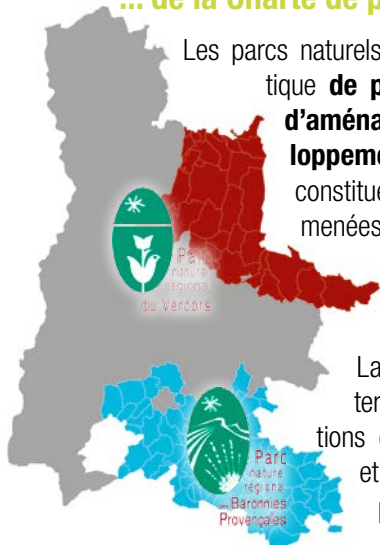 ... de la Charte de p
Les parcs naturels
tique de p
d'aména
loppeme
constitue
menées
Parc
naturel
régional
du Vercors
La
ter
tions
et
Parc
naturel
régional
des Baronnies
Provençales